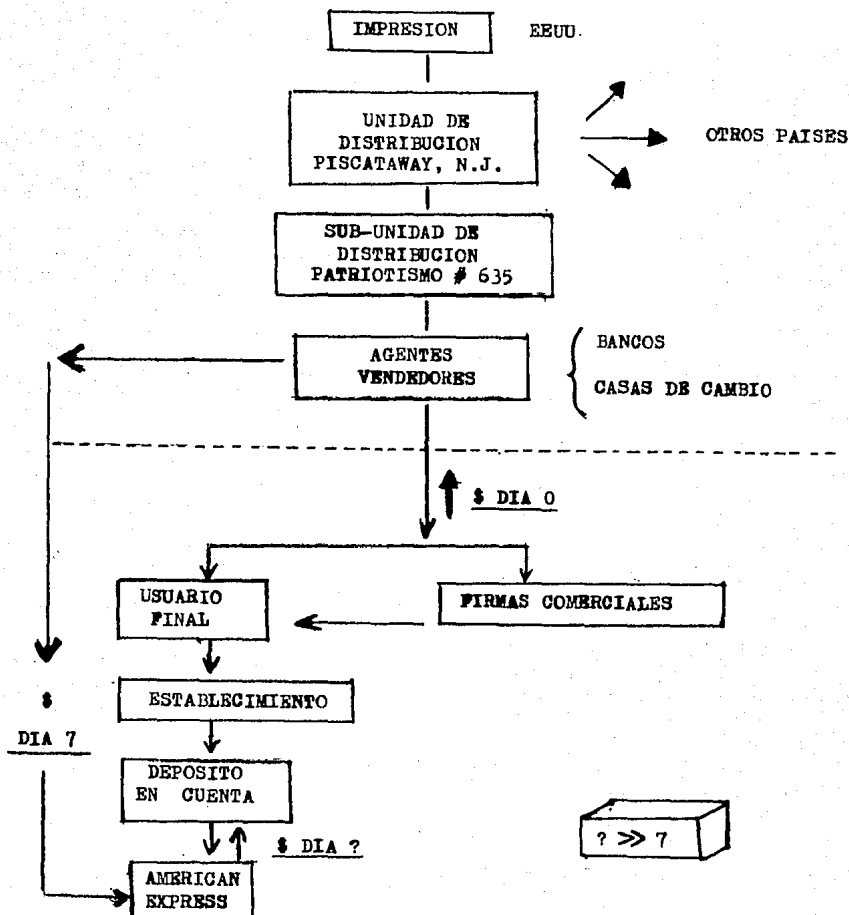 IMPRESION
EEUU.
UNIDAD DE
DISTRIBUCION
PISCATAWAY, N.J.
OTROS PAISES
SUB-UNIDAD DE
DISTRIBUCION
PATRIOTISMO # 635
AGENTES
VENDEDORES
BANCOS
CASAS DE CAMBIO
$ DIA 0
USUARIO
FINAL
FIRMAS COMERCIALES
$
DIA 7
ESTABLECIMIENTO
DEPOSITO
EN CUENTA
$ DIA ?
? >> 7
AMERICAN
EXPRESS